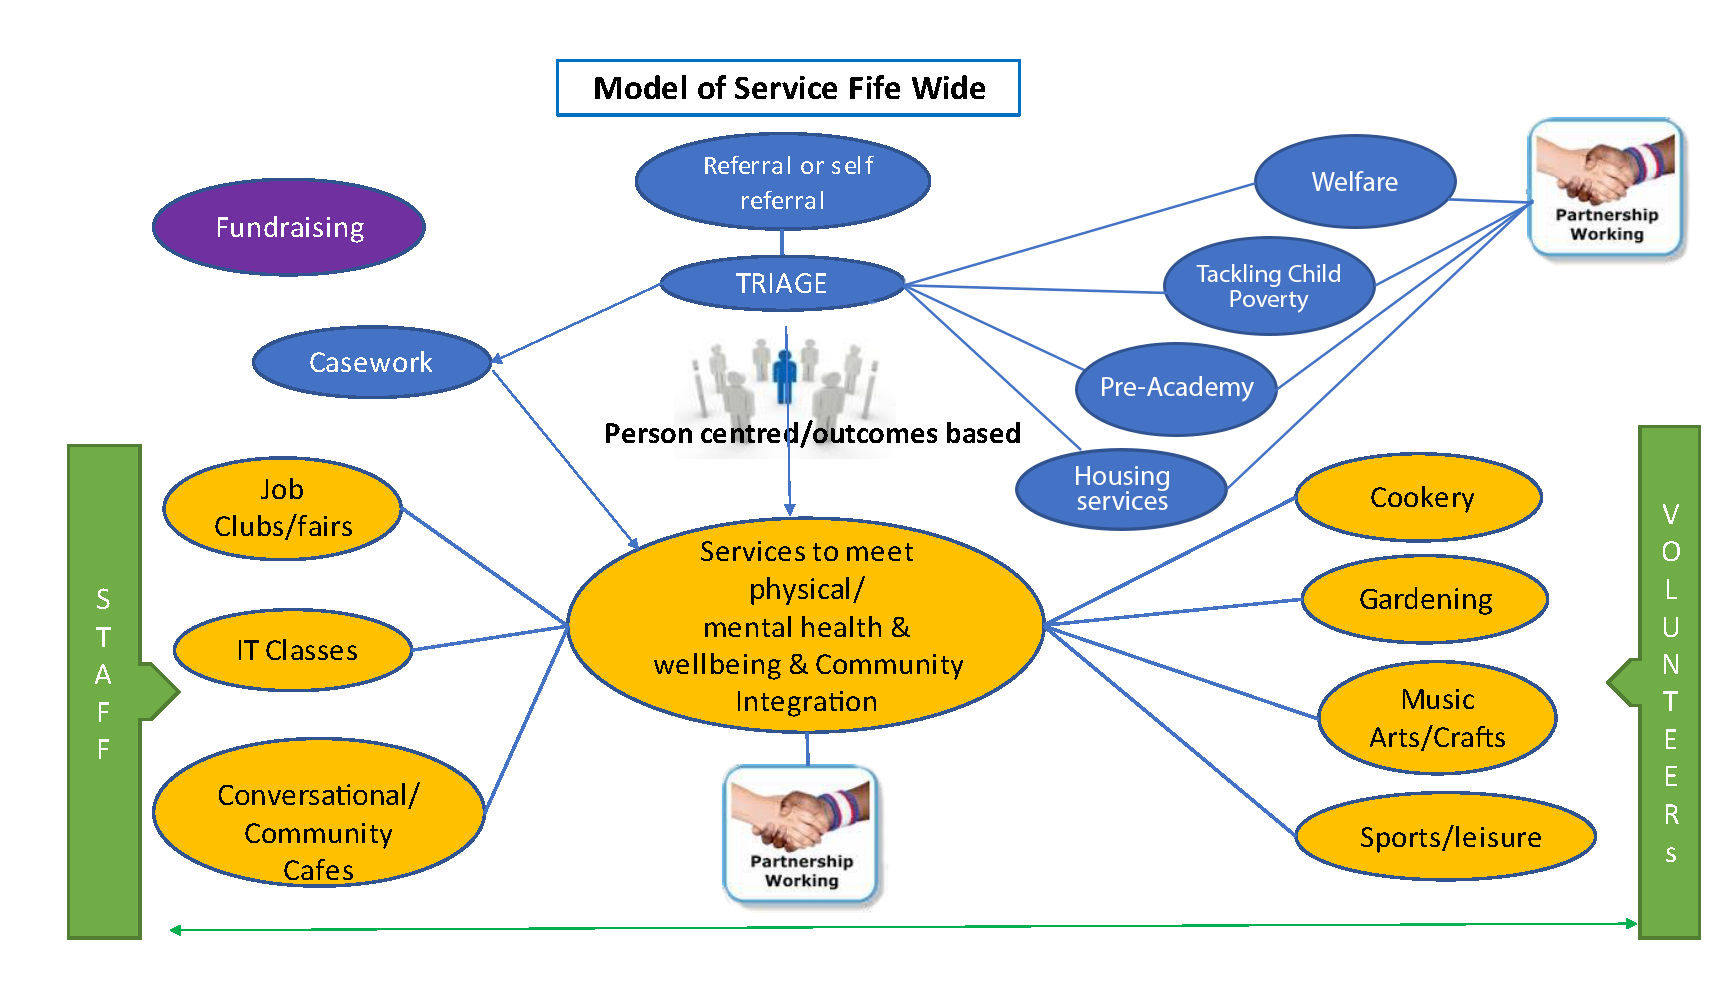 Model of Service Fife Wide
Referral or self
referral
Fundraising
TRIAGE
Casework
Welfare
Tackling Child
Poverty
Pre-Academy
Housing
services
Partnership
Working
Person centred/outcomes based
STAFF
Job
Clubs/fairs
IT Classes
Conversational/
Community
Cafes
Services to meet
physical/
mental health &
wellbeing & Community
Integration
Partnership
Working
Cookery
Gardening
Music
Arts/Crafts
Sports/leisure
VOLUNTEERs